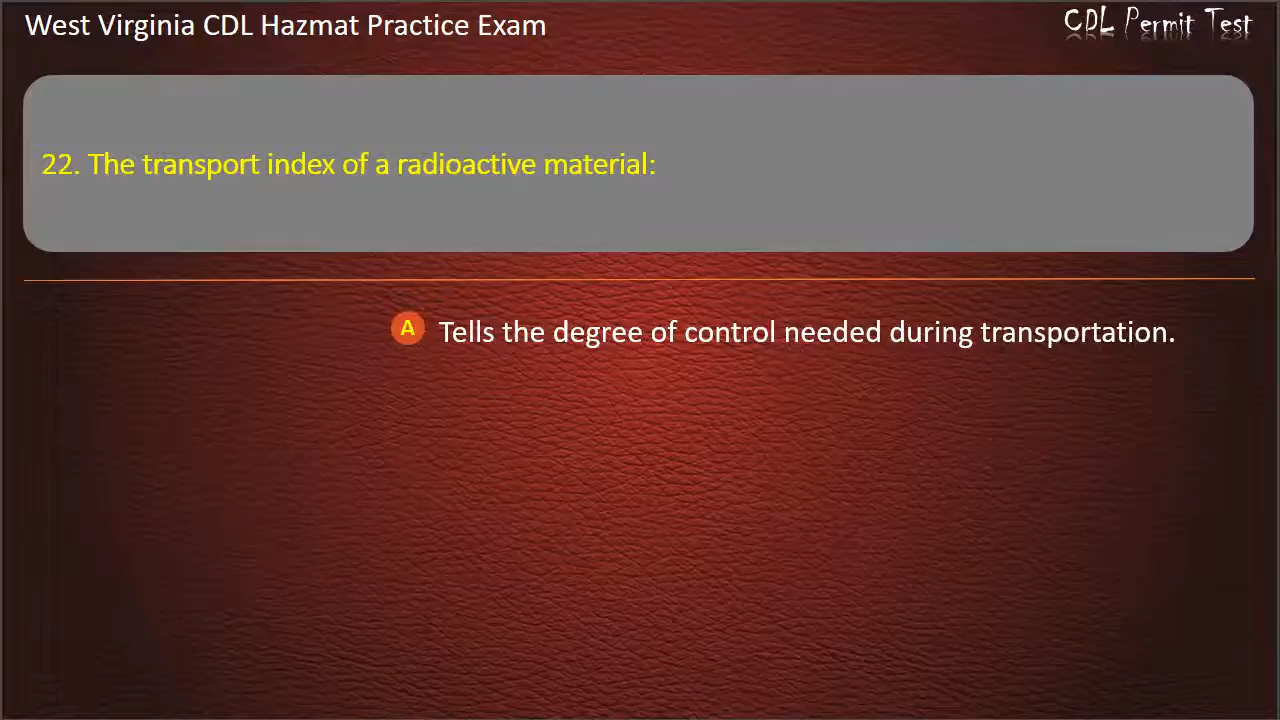 West Virginia CDL Hazmat Practice Exam
CDL Permit Test
22. The transport index of a radioactive material:
A Tells the degree of control needed during transportation.